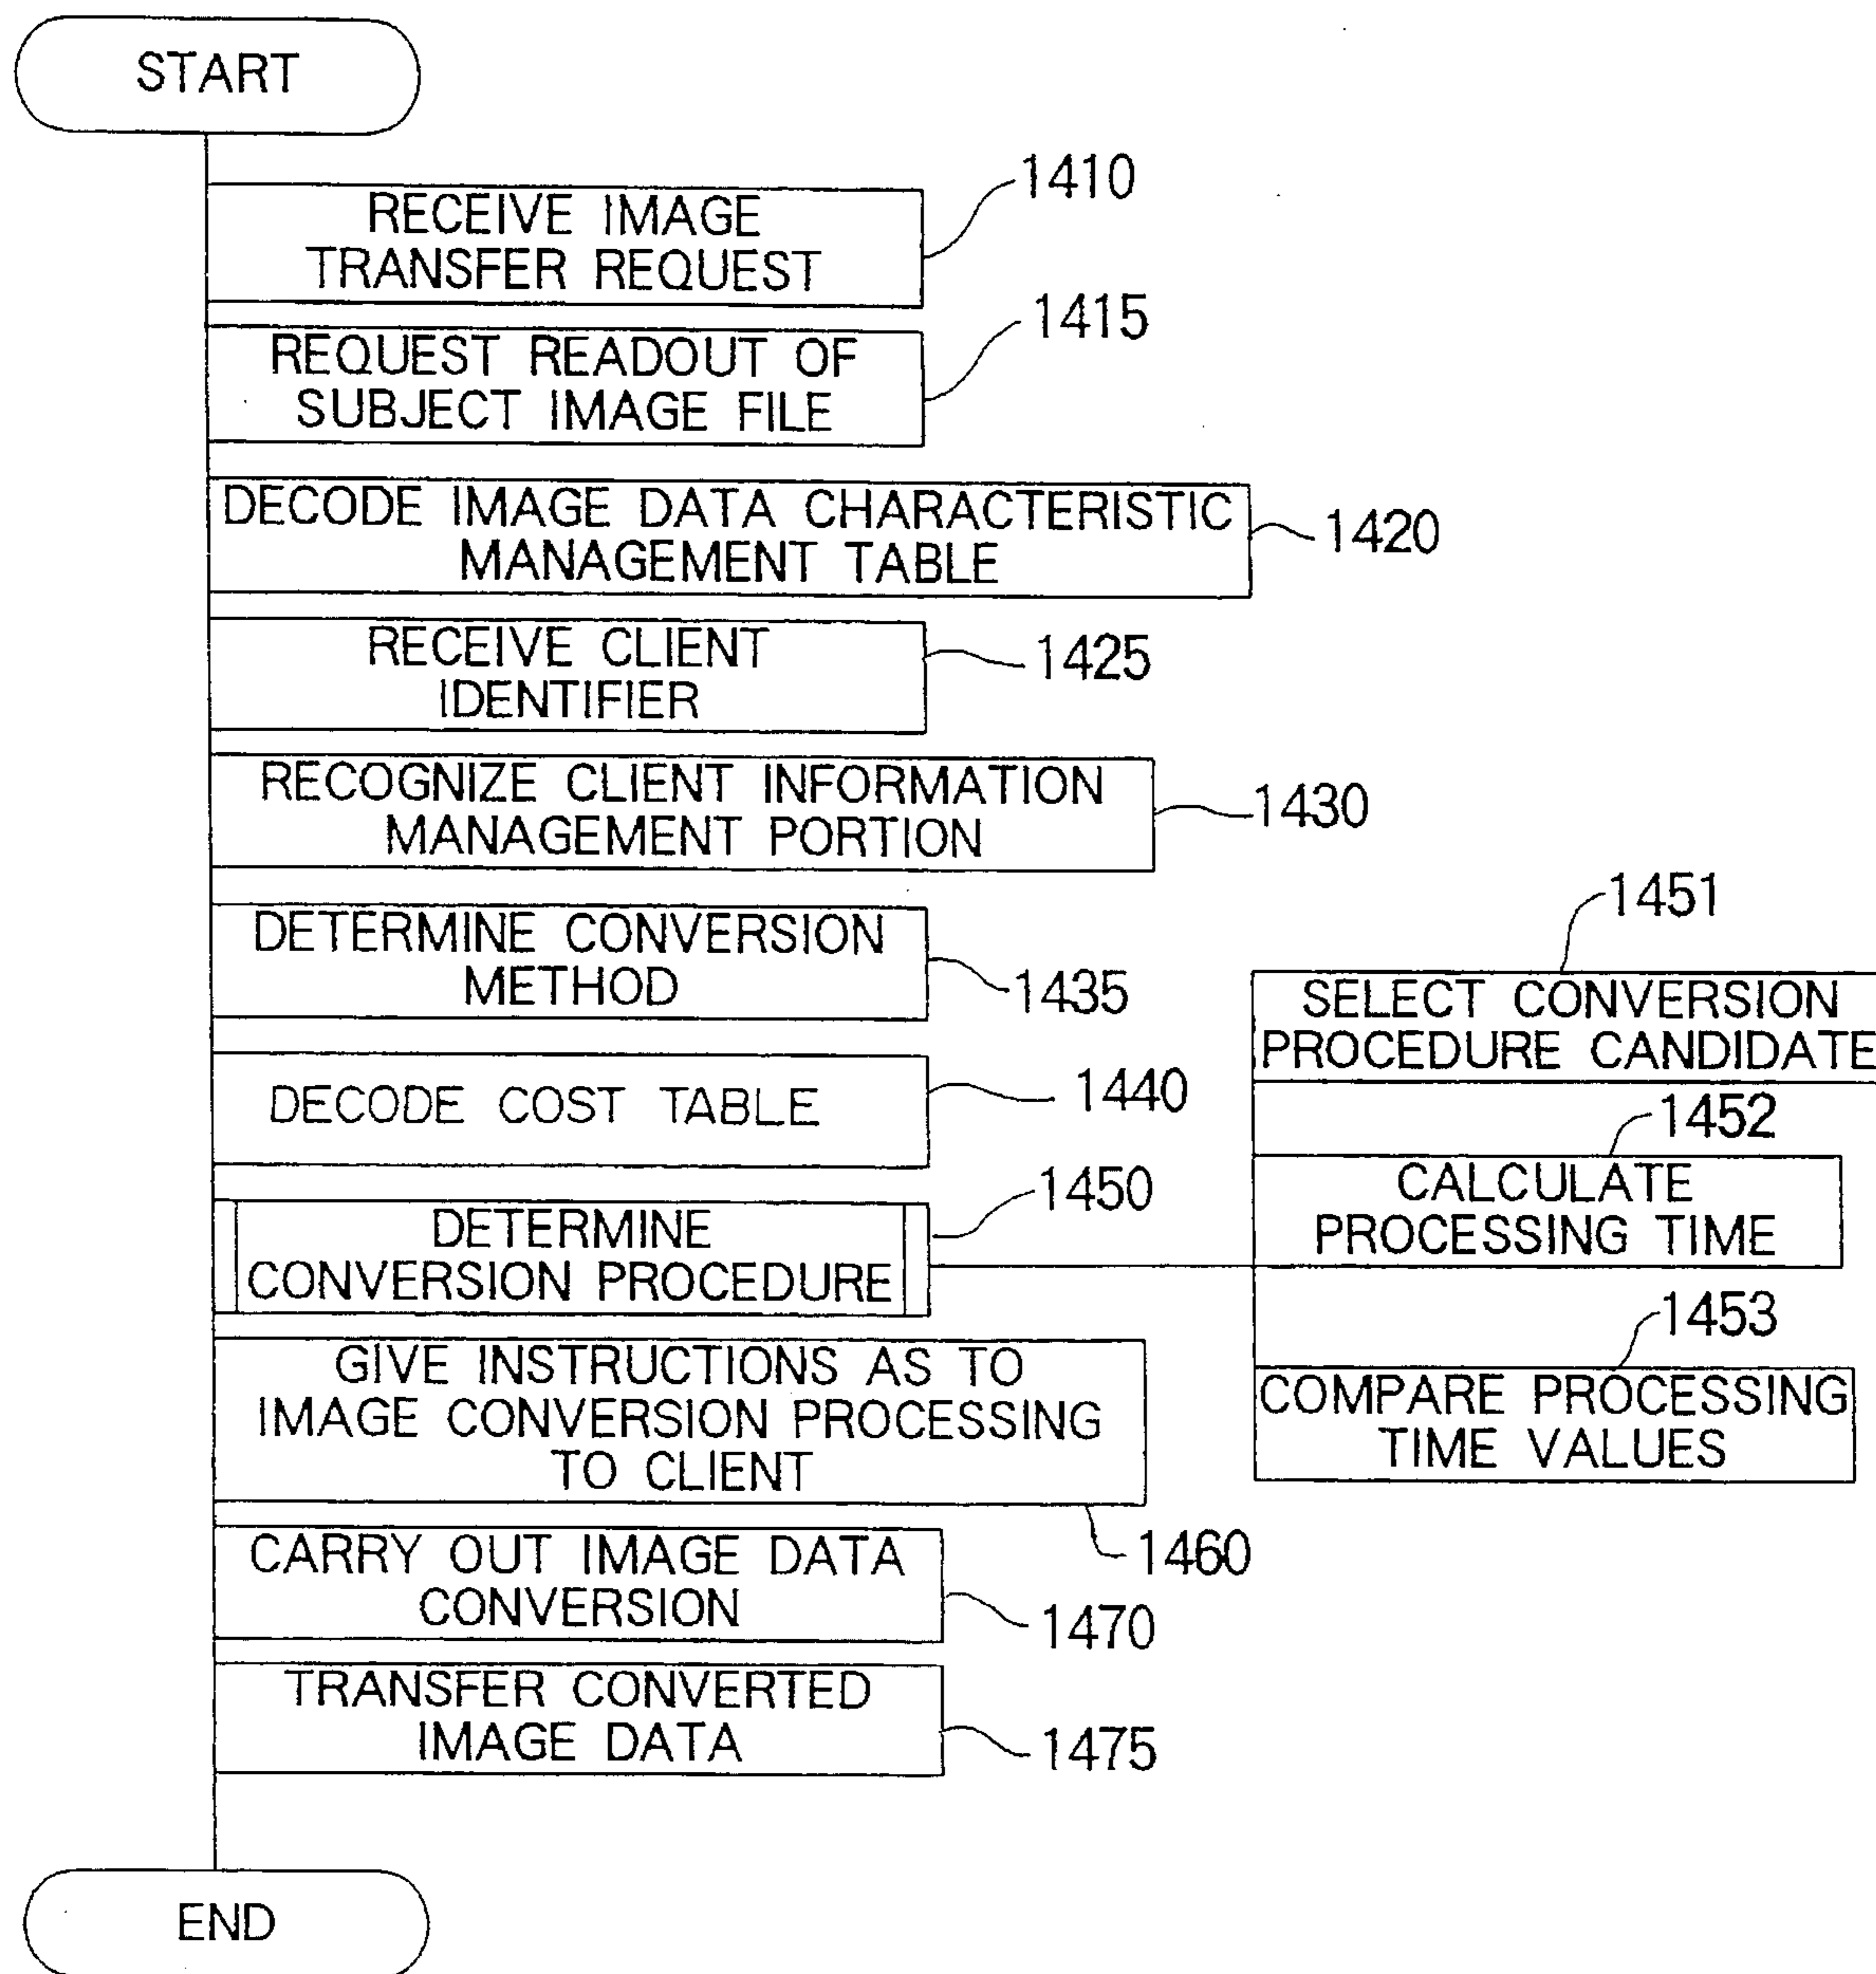 START
RECEIVE IMAGE
TRANSFER REQUEST
1410
REQUEST READOUT OF
SUBJECT IMAGE FILE
1415
DECODE IMAGE DATA CHARACTERISTIC
MANAGEMENT TABLE
1420
RECEIVE CLIENT
IDENTIFIER
1425
RECOGNIZE CLIENT INFORMATION
MANAGEMENT PORTION
1430
DETERMINE CONVERSION
METHOD
1435
DECODE COST TABLE
1440
DETERMINE
CONVERSION PROCEDURE
1450
1451
SELECT CONVERSION
PROCEDURE CANDIDATE
1452
CALCULATE
PROCESSING TIME
1453
COMPARE PROCESSING
TIME VALUES
GIVE INSTRUCTIONS AS TO
IMAGE CONVERSION PROCESSING
TO CLIENT
1460
CARRY OUT IMAGE DATA
CONVERSION
1470
TRANSFER CONVERTED
IMAGE DATA
1475
END